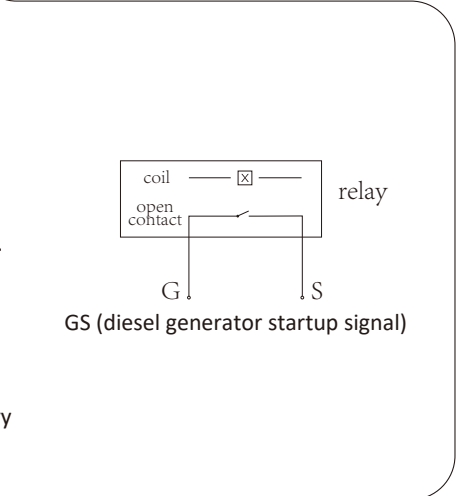 coil
X
relay
open
contact
G
S
GS (diesel generator startup signal)
y